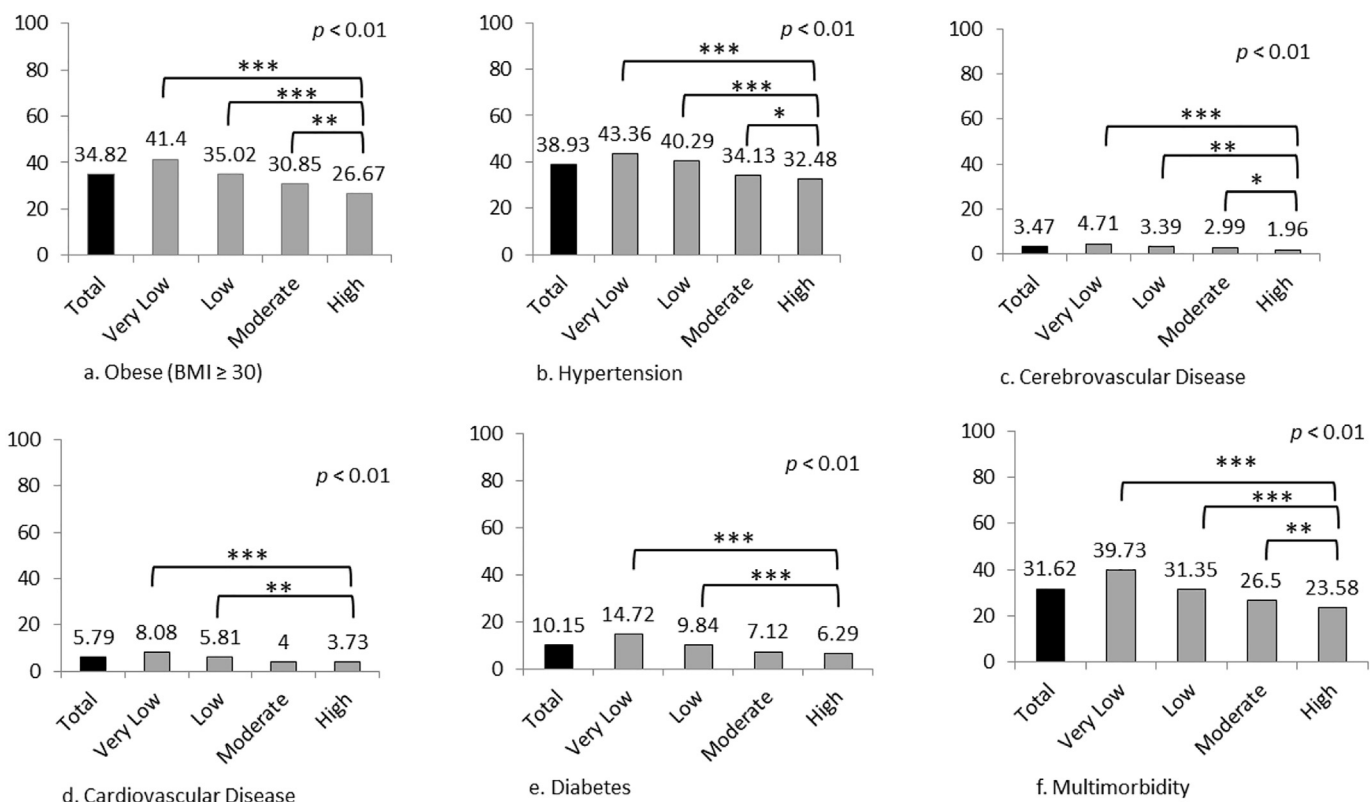 100
80
60
40
20
0
p < 0.01
***
***
**
34.82
41.4
35.02
30.85
26.67
Total
Very Low
Low
Moderate
High
a. Obese (BMI ≥ 30)
100
80
60
40
20
0
p < 0.01
***
***
*
38.93
43.36
40.29
34.13
32.48
Total
Very Low
Low
Moderate
High
b. Hypertension
100
80
60
40
20
0
p < 0.01
***
**
*
3.47
4.71
3.39
2.99
1.96
Total
Very Low
Low
Moderate
High
c. Cerebrovascular Disease
100
80
60
40
20
0
p < 0.01
***
**
5.79
8.08
5.81
4
3.73
Total
Very Low
Low
Moderate
High
d. Cardiovascular Disease
100
80
60
40
20
0
p < 0.01
***
***
10.15
14.72
9.84
7.12
6.29
Total
Very Low
Low
Moderate
High
e. Diabetes
100
80
60
40
20
0
p < 0.01
***
***
**
31.62
39.73
31.35
26.5
23.58
Total
Very Low
Low
Moderate
High
f. Multimorbidity